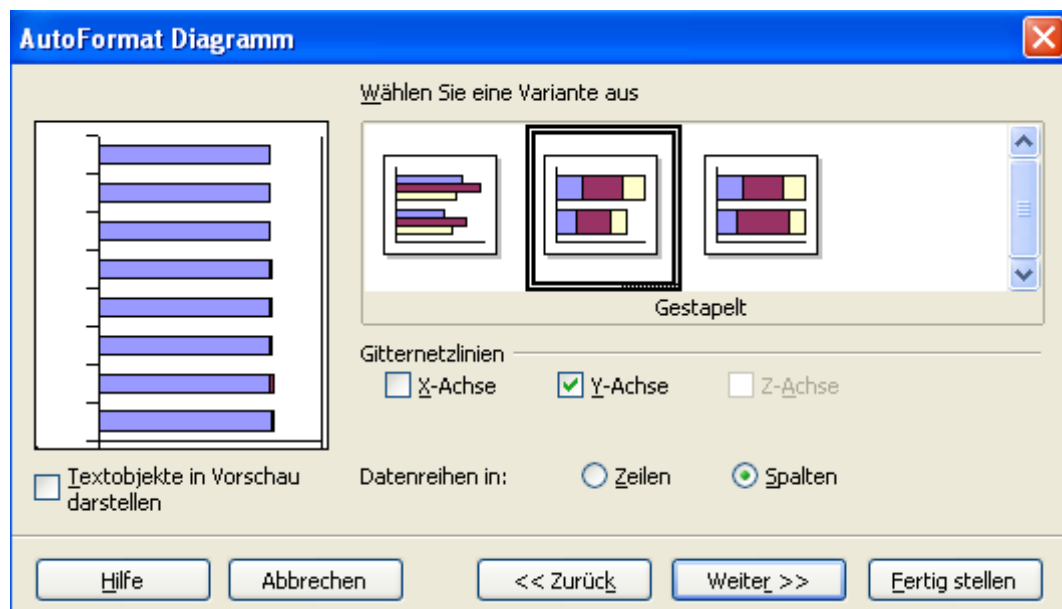 AutoFormat Diagramm
Wählen Sie eine Variante aus
Gestapelt
Gitternetzlinien
X-Achse
Y-Achse
Z-Achse
Textobjekte in Vorschau
darstellen
Datenreihen in:
Zeilen
Spalten
Hilfe
Abbrechen
<< Zurück
Weiter >>
Fertig stellen